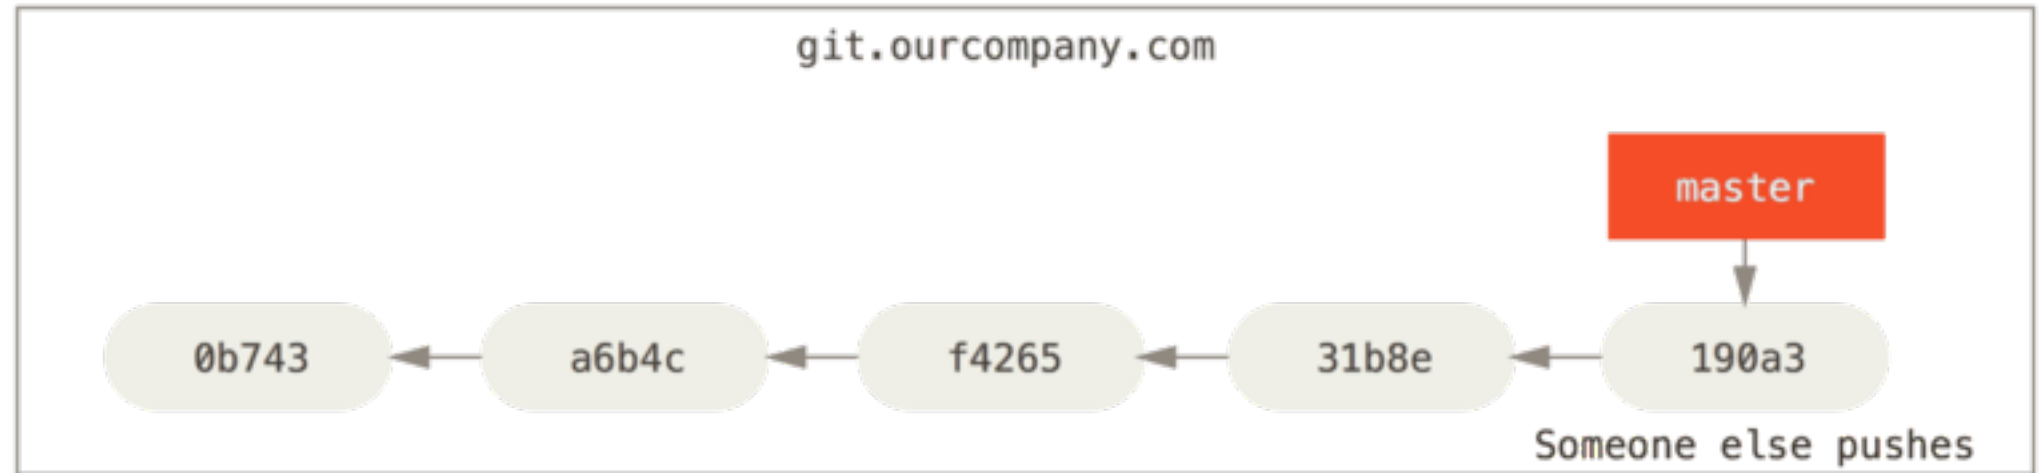 git.ourcompany.com
master
0b743
a6b4c
f4265
31b8e
190a3
Someone else pushes